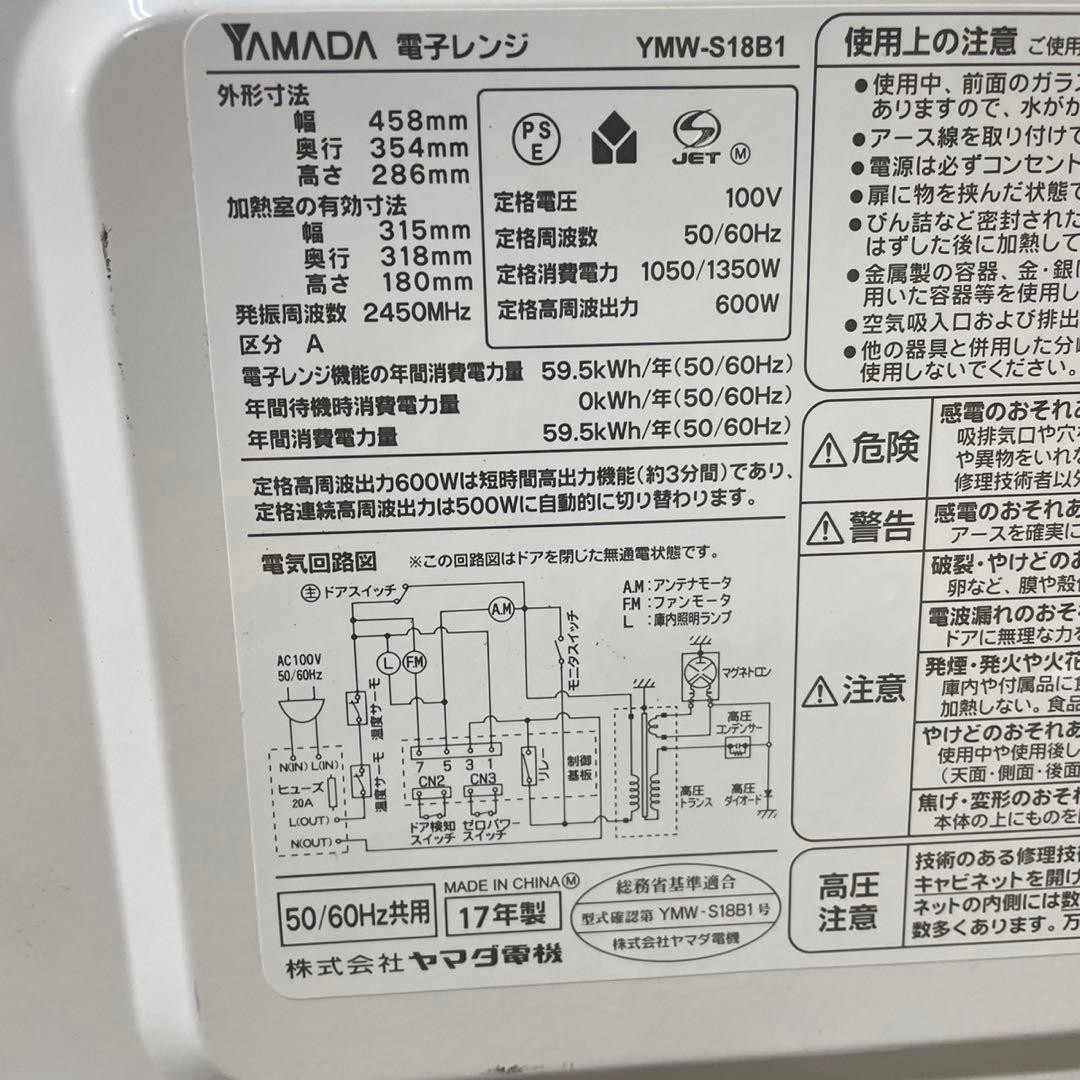 YAMADA 電子レンジ YMW-S18B1
外形寸法
幅 458mm
奥行 354mm
高さ 286mm
加熱室の有効寸法
幅 315mm
奥行 318mm
高さ 180mm
発振周波数 2450MHz
区分 A
PS
E
JET Ⓜ
定格電圧 100V
定格周波数 50/60Hz
定格消費電力 1050/1350W
定格高周波出力 600W
電子レンジ機能の年間消費電力量 59.5kWh/年(50/60Hz)
年間待機時消費電力量 0kWh/年(50/60Hz)
年間消費電力量 59.5kWh/年(50/60Hz)
定格高周波出力600Wは短時間高出力機能(約3分間)であり、
定格連続高周波出力は500Wに自動的に切り替わります。
電気回路図 ※この回路図はドアを閉じた無通電状態です。
主 ドアスイッチ
A.M
A.M:アンテナモータ
F.M:ファンモータ
L :庫内照明ランプ
モニタスイッチ
L
F.M
AC100V
50/60Hz
温度サーモ
マグネトロン
高圧
コンデンサー
N(IN) L(IN)
ヒューズ
20A
L(OUT)
N(OUT)
温度サーモ
7 5 3 1
CN2 CN3
リレー
制御
基板
ドア検知
スイッチ
ゼロパワー
スイッチ
高圧
トランス
高圧
ダイオード
50/60Hz共用
MADE IN CHINA Ⓜ
17年製
総務省基準適合
型式確認第 YMW-S18B1号
株式会社ヤマダ電機
株式会社 ヤマダ電機
使用上の注意 ご使用
●使用中、前面のガラス
ありますので、水がか
●アース線を取り付けて
●電源は必ずコンセント
●扉に物を挟んだ状態で
●びん詰など密封された
はずした後に加熱して
●金属製の容器、金・銀
用いた容器等を使用し
●空気吸入口および排出
●他の器具と併用した分
使用しないでください。
危険
感電のおそれ
吸排気口や穴
や異物をいれ
修理技術者以
警告
感電のおそれあ
アースを確実に
注意
破裂・やけどのお
卵など、膜や殻
電波漏れのおそ
ドアに無理な力を
発煙・発火や火花
庫内や付属品に
加熱しない。食品
やけどのおそれあ
使用中や使用後し
(天面・側面・後面
焦げ・変形のおそれ
本体の上にものを
高圧
注意
技術のある修理技
キャビネットを開け
ネットの内側には数
数多くあります。万